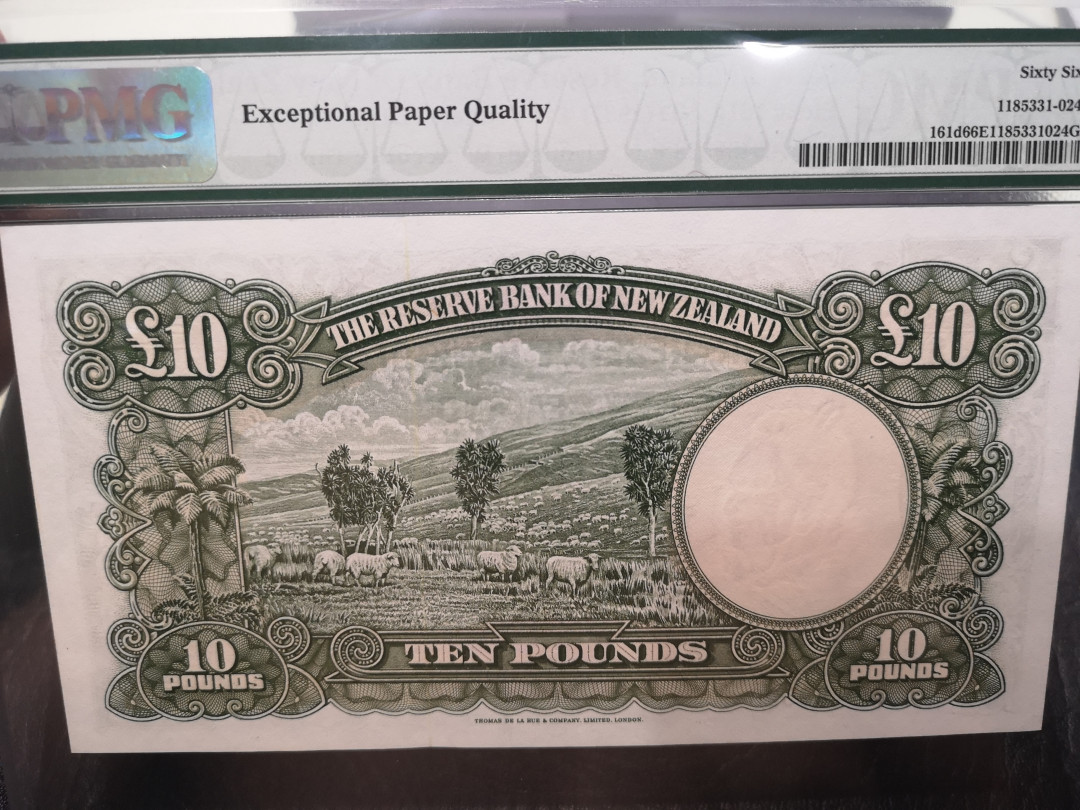 PMG
Exceptional Paper Quality
Sixty Six
1185331-024
161d66E1185331024G
THE RESERVE BANK OF NEW ZEALAND
£10
£10
10
POUNDS
TEN POUNDS
10
POUNDS
THOMAS DE LA RUE & COMPANY, LIMITED, LONDON.